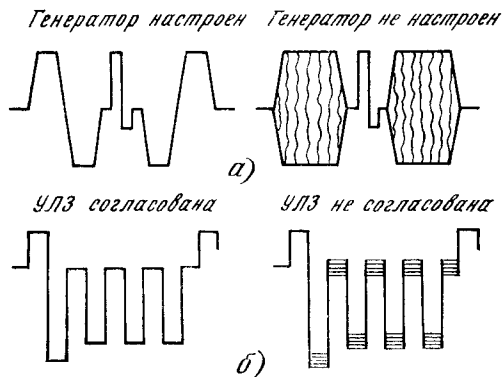 Генератор настроен
Генератор не настроен
а)
УЛЗ согласована
УЛЗ не согласована
б)